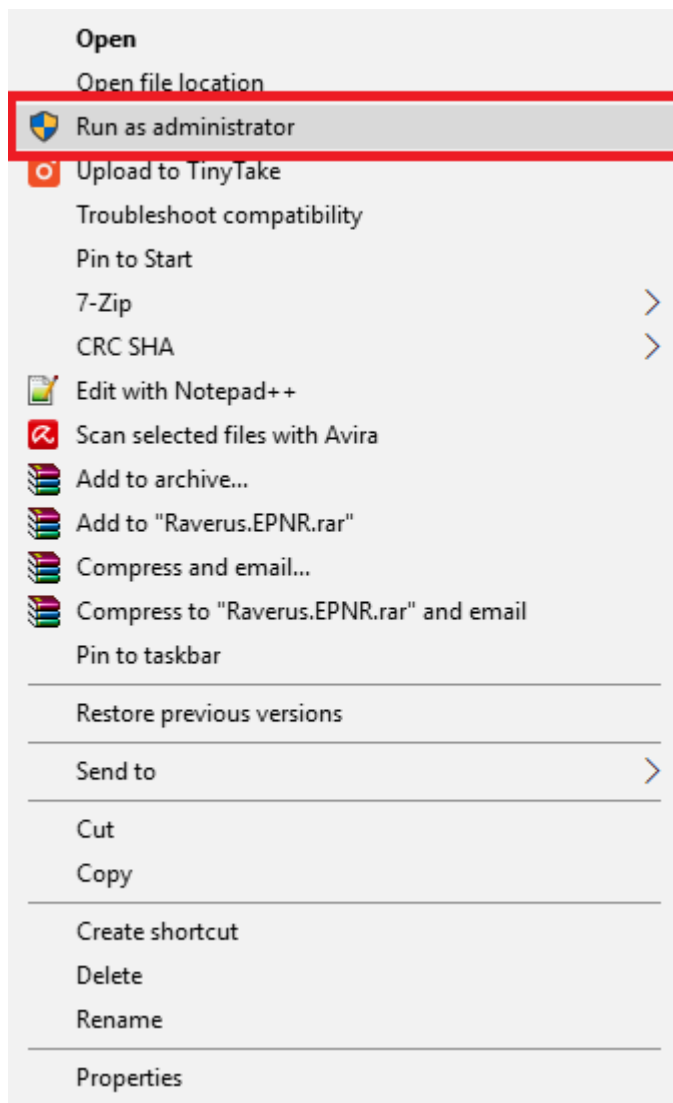 Open
Open file location
Run as administrator
Upload to TinyTake
Troubleshoot compatibility
Pin to Start
7-Zip
CRC SHA
Edit with Notepad++
Scan selected files with Avira
Add to archive...
Add to "Raverus.EPNR.rar"
Compress and email...
Compress to "Raverus.EPNR.rar" and email
Pin to taskbar
Restore previous versions
Send to
Cut
Copy
Create shortcut
Delete
Rename
Properties